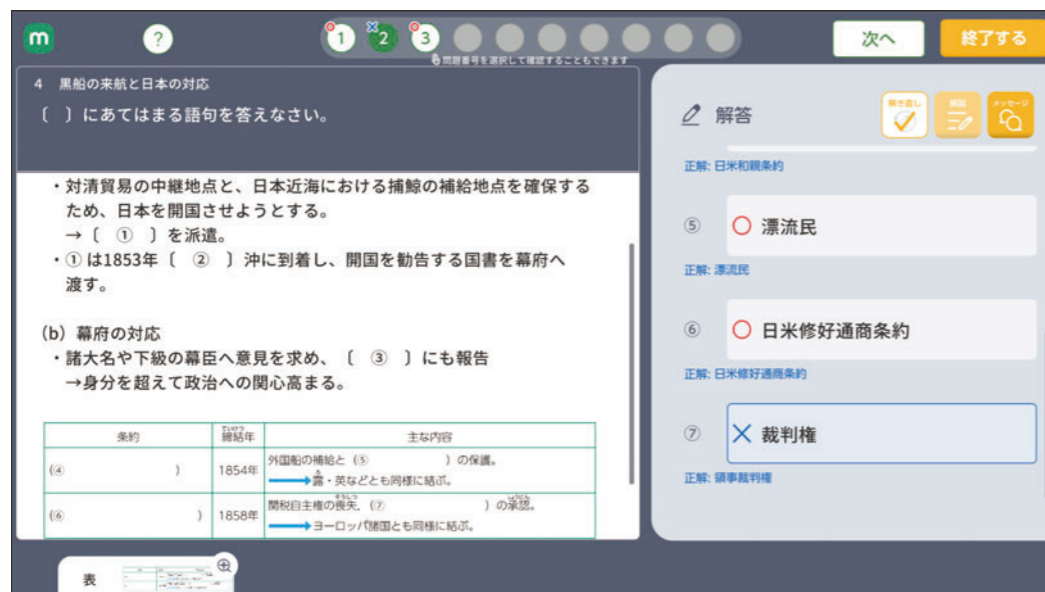 m
?
1
2
3
問題番号を選択して確認することもできます
次へ
終了する
4 黒船の来航と日本の対応
〔 〕にあてはまる語句を答えなさい。
・対清貿易の中継地点と、日本近海における捕鯨の補給地点を確保する
ため、日本を開国させようとする。
→〔 ① 〕を派遣。
・① は1853年〔 ② 〕沖に到着し、開国を勧告する国書を幕府へ
渡す。
(b) 幕府の対応
・諸大名や下級の幕臣へ意見を求め、〔 ③ 〕にも報告
→身分を超えて政治への関心高まる。
条約
ていけつ
締結年
主な内容
(④ )
1854年
外国船の補給と(⑤ )の保護。
ろ
露・英などとも同様に結ぶ。
(⑥ )
1858年
そうしつ
しょうにん
関税自主権の喪失,(⑦ )の承認。
ヨーロッパ諸国とも同様に結ぶ。
表
解答
解き直し
解説
メッセージ
正解: 日米和親条約
⑤ 漂流民
正解: 漂流民
⑥ 日米修好通商条約
正解: 日米修好通商条約
⑦ 裁判権
正解: 領事裁判権